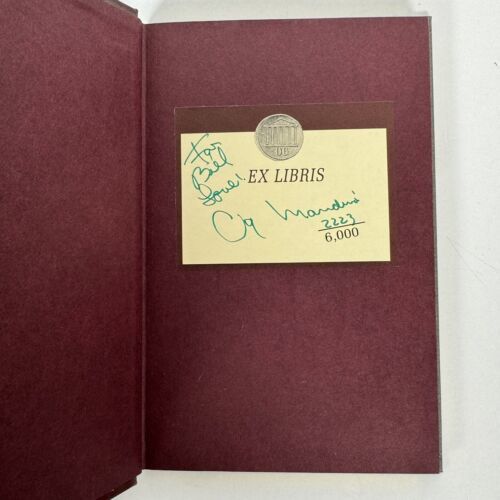 For
Bill
Love!
EX LIBRIS
Og Mandino
2223
6,000